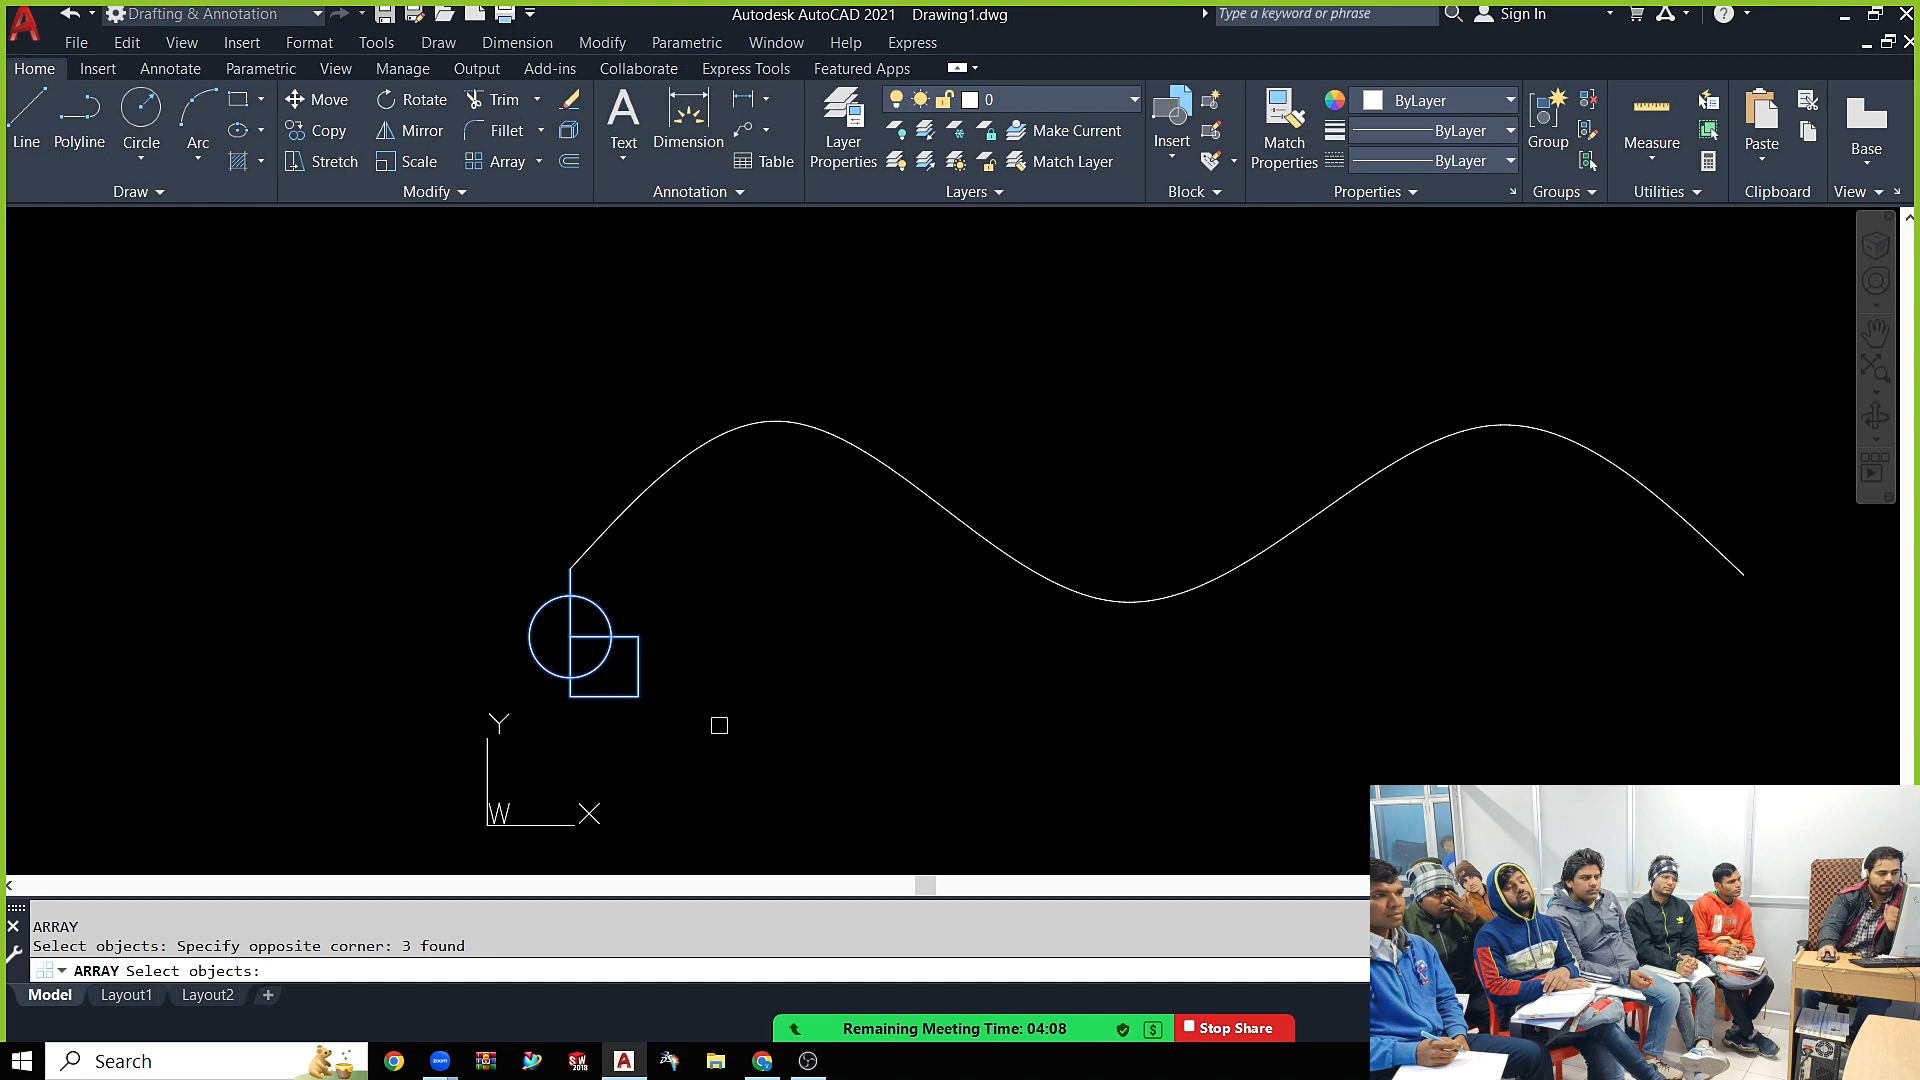 Drafting & Annotation
Autodesk AutoCAD 2021 Drawing1.dwg
Type a keyword or phrase
Sign In
File Edit View Insert Format Tools Draw Dimension Modify Parametric Window Help Express
Home Insert Annotate Parametric View Manage Output Add-ins Collaborate Express Tools Featured Apps
Line Polyline Circle Arc
Move Rotate Trim
Copy Mirror Fillet
Stretch Scale Array
Text Dimension
Table
Layer Properties
0
Make Current
Match Layer
Insert
Match Properties
ByLayer
ByLayer
ByLayer
Group
Measure
Paste
Base
Draw Modify Annotation Layers Block Properties Groups Utilities Clipboard View
Y
W X
ARRAY
Select objects: Specify opposite corner: 3 found
ARRAY Select objects:
Model Layout1 Layout2 +
Remaining Meeting Time: 04:08
$
Stop Share
Search
zoom
SW
2018
A